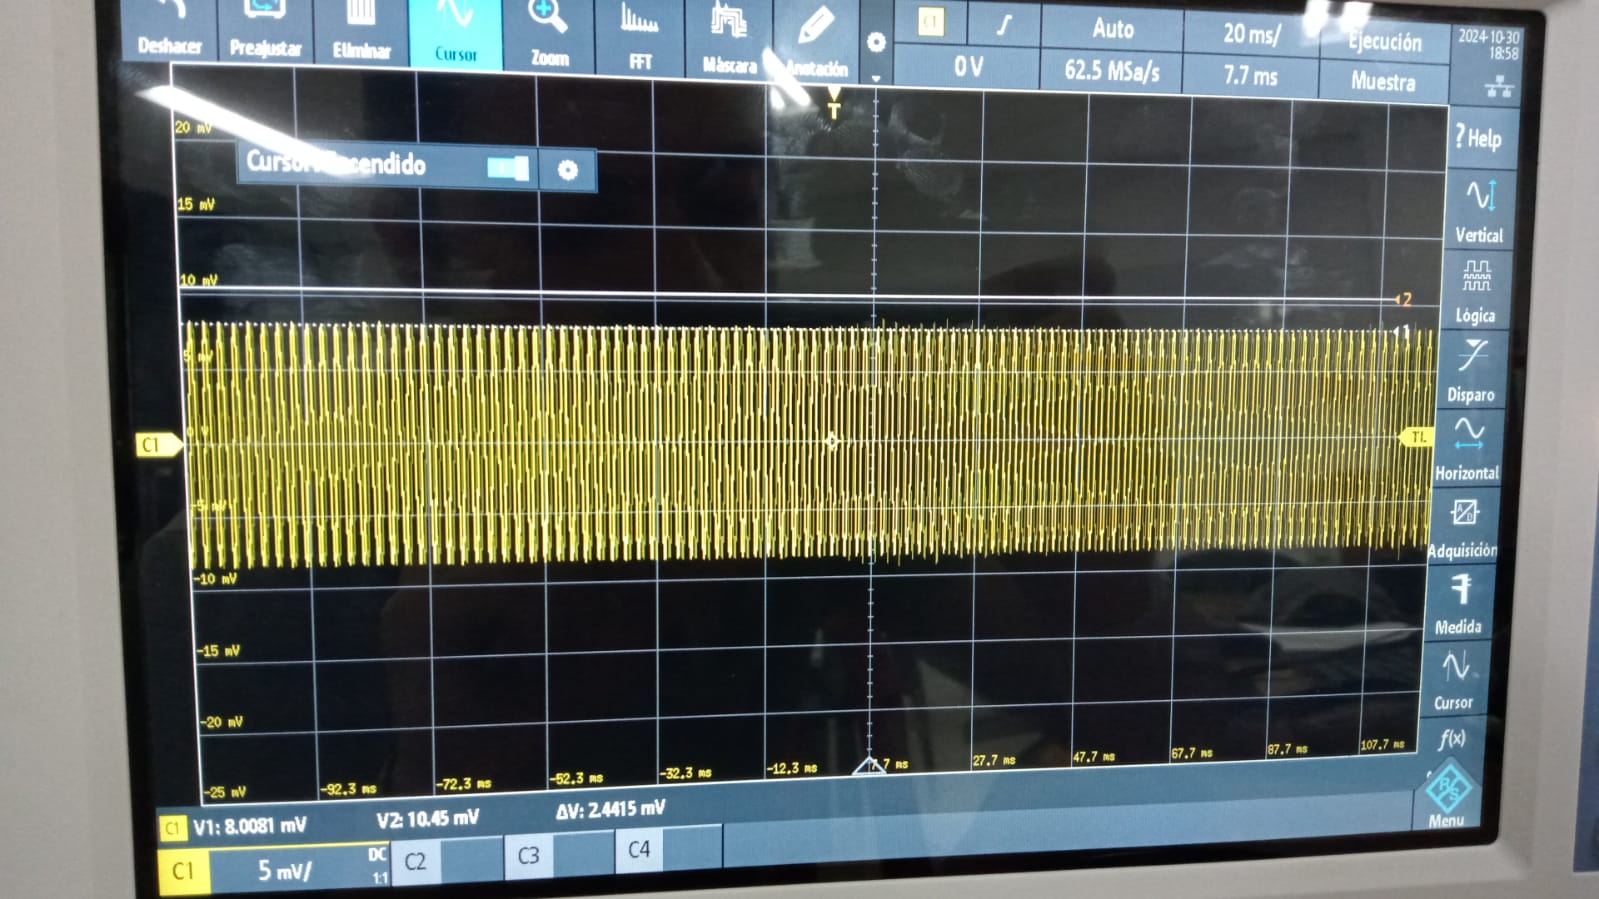 Deshacer Preajustar Eliminar Cursor Zoom FFT Máscara Anotación
C1 Auto 20 ms/ Ejecución
0 V 62.5 MSa/s 7.7 ms Muestra
2024-10-30
18:58
T
? Help
20 mV
Cursor
15 mV
Vertical
10 mV
2
Lógica
1
5 mV
Disparo
C1
0 V
TL
Horizontal
-5 mV
A/D
Adquisición
-10 mV
Medida
-15 mV
Cursor
-20 mV
f(x)
-25 mV
-92.3 ms -72.3 ms -52.3 ms -32.3 ms -12.3 ms 7.7 ms 27.7 ms 47.7 ms 67.7 ms 87.7 ms 107.7 ms
R/S
Menu
C1 V1: 8.0081 mV V2: 10.45 mV ΔV: 2.4415 mV
C1 5 mV/ DC
1:1
C2 C3 C4